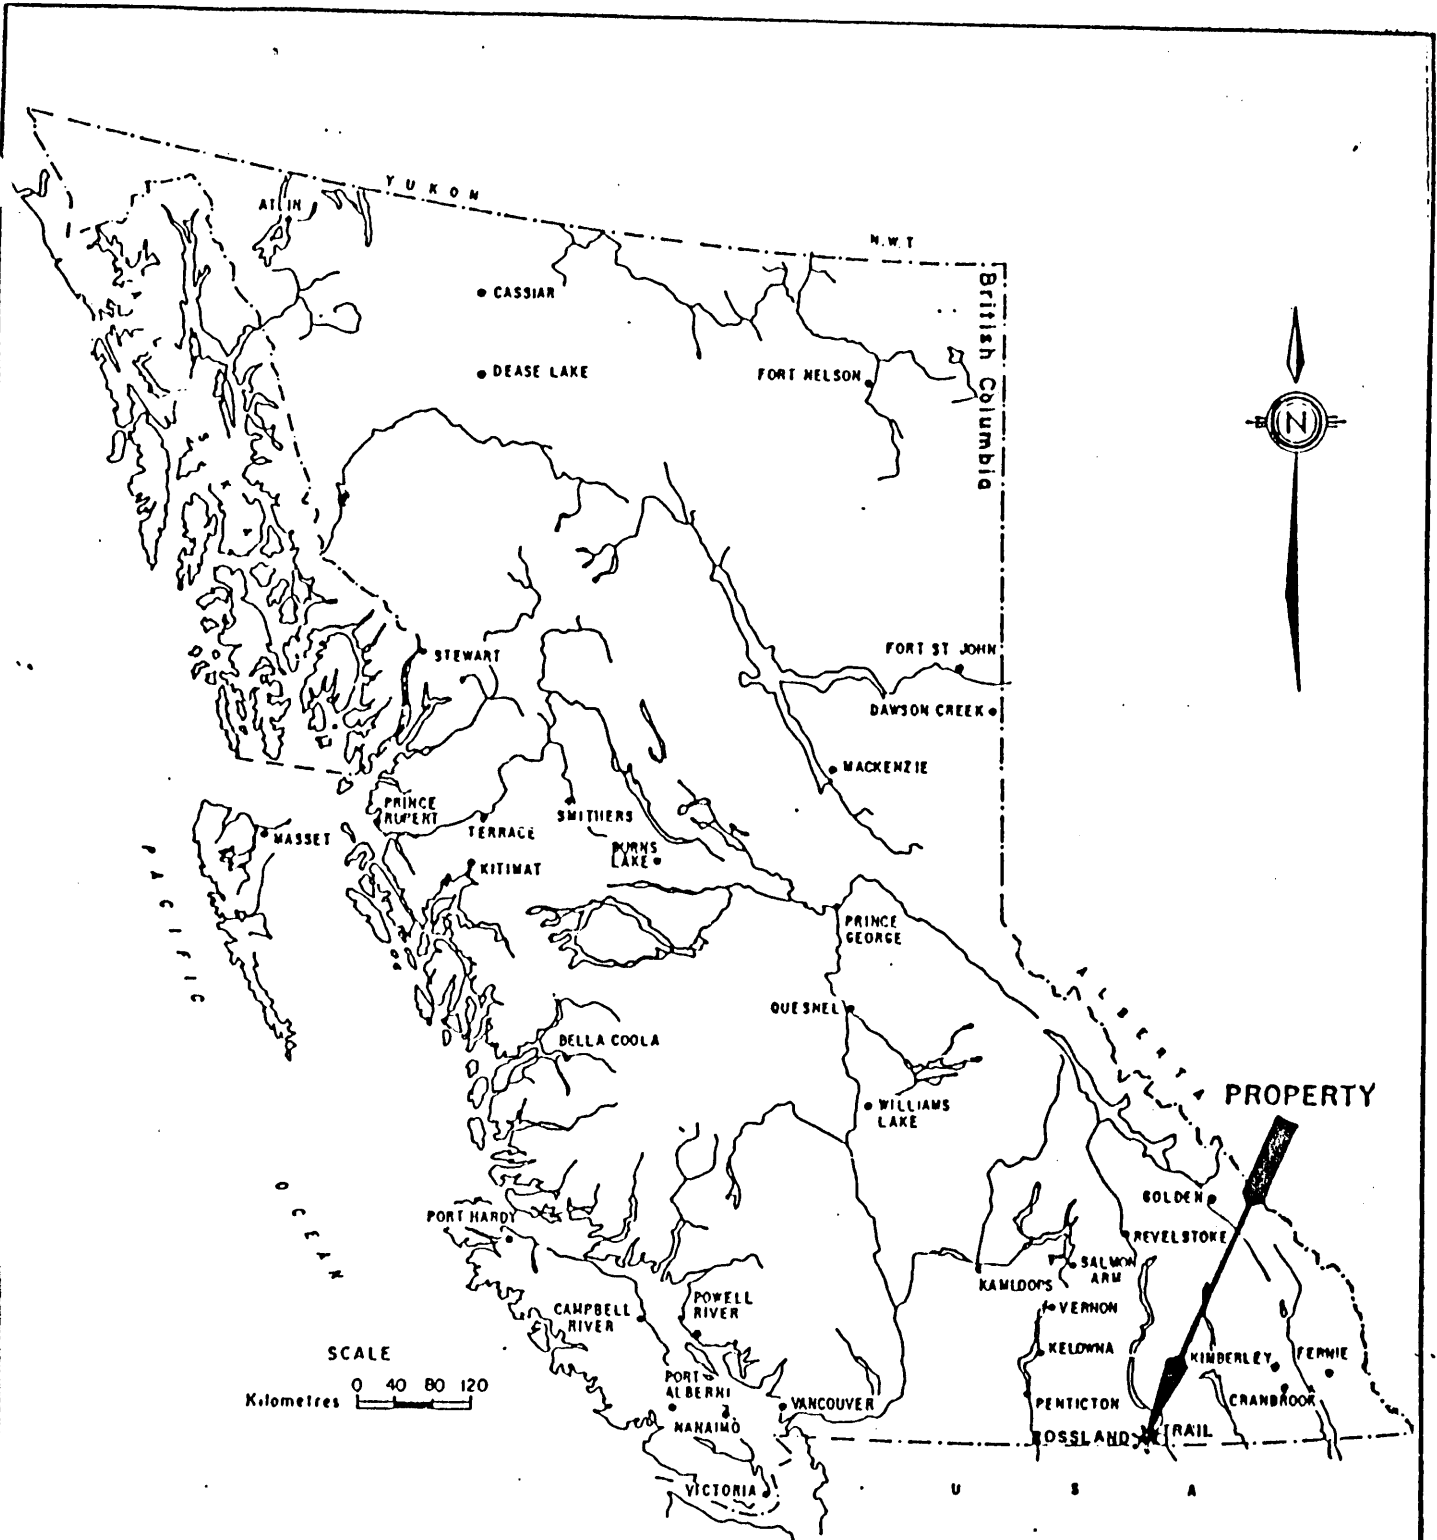 YUKON
N.W.T
ATLIN
British Columbia
CASSIAR
DEASE LAKE
FORT NELSON
N
STEWART
FORT ST JOHN
DAWSON CREEK
MACKENZIE
PRINCE
RUPERT
TERRACE
SMITHERS
MASSET
BURNS
LAKE
KITIMAT
PACIFIC
PRINCE
GEORGE
ALBERTA
QUESNEL
BELLA COOLA
WILLIAMS
LAKE
PROPERTY
OCEAN
GOLDEN
PORT HARDY
REVELSTOKE
SALMON
ARM
KAMLOOPS
VERNON
POWELL
RIVER
CAMPBELL
RIVER
KELOWNA
KIMBERLEY
FERNIE
SCALE
0 40 80 120
Kilometres
PORT
ALBERNI
VANCOUVER
PENTICTON
CRANBROOK
NANAIMO
ROSSLAND
TRAIL
VICTORIA
U S A